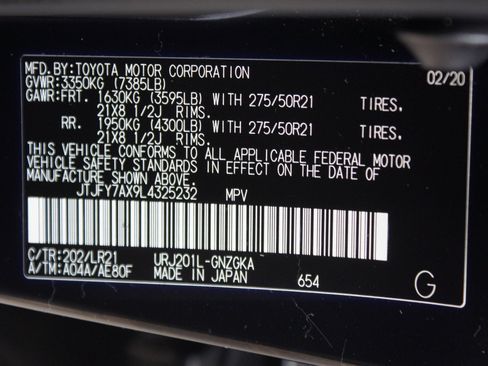 MFD.BY:TOYOTA MOTOR CORPORATION 02/20
GVWR:3350KG (7385LB)
GAWR:FRT. 1630KG (3595LB) WITH 275/50R21 TIRES,
21X8 1/2J RIMS.
RR. 1950KG (4300LB) WITH 275/50R21 TIRES,
21X8 1/2J RIMS.
THIS VEHICLE CONFORMS TO ALL APPLICABLE FEDERAL MOTOR
VEHICLE SAFETY STANDARDS IN EFFECT ON THE DATE OF
MANUFACTURE SHOWN ABOVE.
JTJFY7AX9L4325232 MPV
C/TR:202/LR21 URJ201L-GNZGKA
A/TM:A04A/AE80F MADE IN JAPAN 654 G